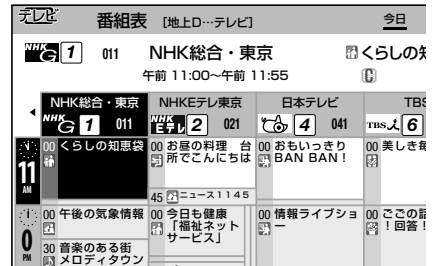 テレビ 番組表 [地上D…テレビ] 今日
NHK G 1 011 NHK総合・東京 くらしの知
午前 11:00~午前 11:55
NHK総合・東京 NHKEテレ東京 日本テレビ TBS
NHK G 1 011 NHK Eテレ 2 021 4 041 TBS 6
11 AM
00 くらしの知恵袋
00 お昼の料理 台
所でこんにちは
45 ニュース1145
00 おもいっきり
BAN BAN!
00 美しき毎
0 PM
00 午後の気象情報
30 音楽のある街
メロディタウン
00 今日も健康
「福祉ネット
サービス」
00 情報ライブショ
ー
00 ごごの話
!回答!